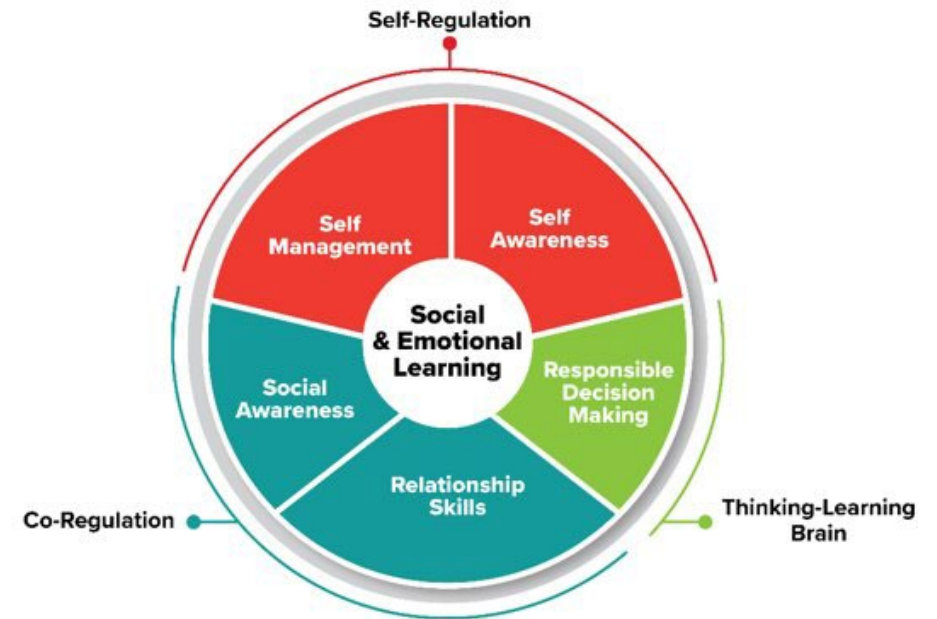 Self-Regulation
Self
Management
Self
Awareness
Social
& Emotional
Learning
Responsible
Decision
Making
Social
Awareness
Relationship
Skills
Co-Regulation
Thinking-Learning
Brain